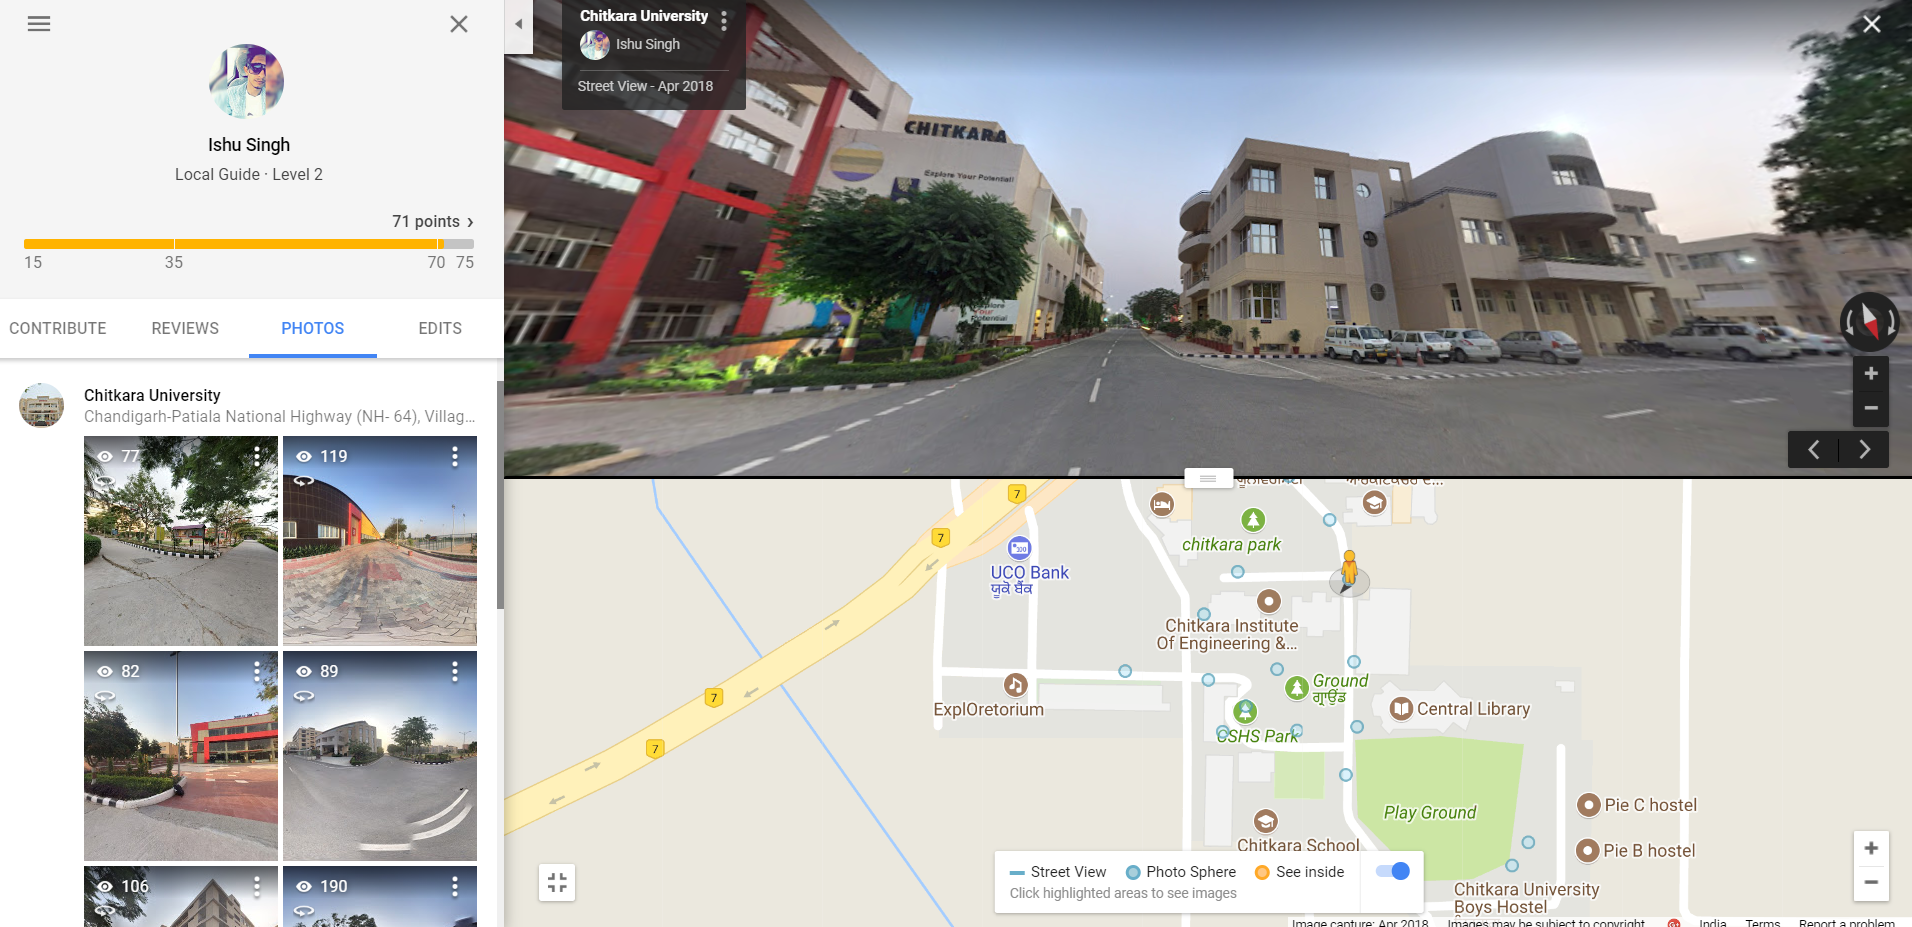 Ishu Singh
Local Guide · Level 2
71 points ›
15
35
70
75
CONTRIBUTE
REVIEWS
PHOTOS
EDITS
Chitkara University
Chandigarh-Patiala National Highway (NH- 64), Villag...
77
119
82
89
106
190
Chitkara University
Ishu Singh
Street View - Apr 2018
CHITKARA
Explore Your Potential
Explore
Your
Potential
7
7
7
7
UCO Bank
ਯੂਕੋ ਬੈਂਕ
chitkara park
Chitkara Institute
Of Engineering &...
ExplOretorium
Ground
ਗ੍ਰਾਉਂਡ
Central Library
USHS Park
Play Ground
Pie C hostel
Pie B hostel
Chitkara School
Chitkara University
Boys Hostel
Street View
Photo Sphere
See inside
Click highlighted areas to see images
Image capture: Apr 2018
Images may be subject to copyright.
India
Terms
Report a problem